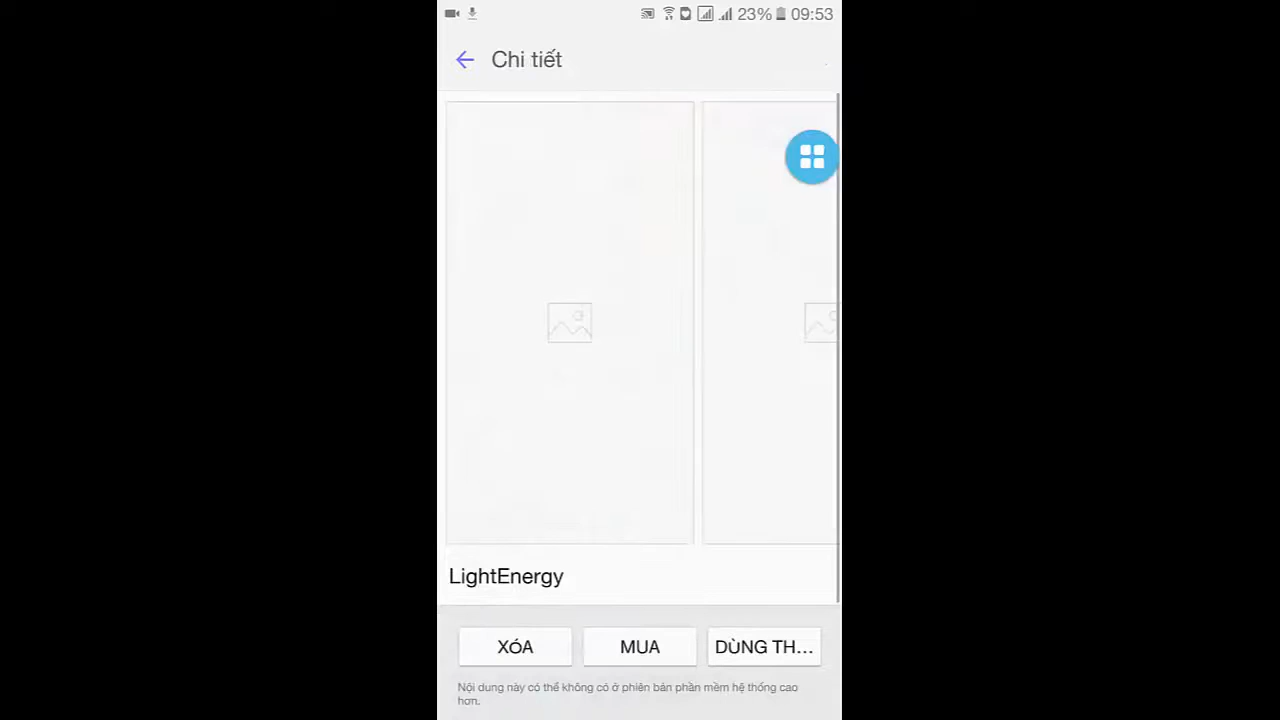 23% 09:53
Chi tiết
LightEnergy
XÓA MUA DÙNG TH...
Nội dung này có thể không có ở phiên bản phần mềm hệ thống cao
hơn.